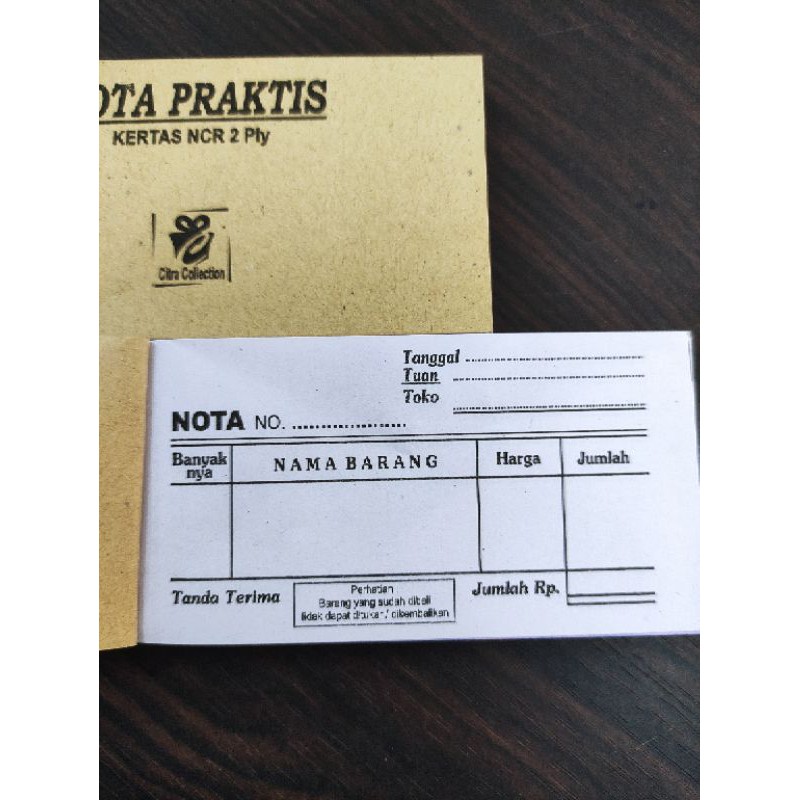 OTA PRAKTIS
KERTAS NCR 2 Ply
Citra Collection
Tanggal
Tuan
Toko
NOTA NO.
Banyak nya
NAMA BARANG
Harga
Jumlah
Tanda Terima
Perhatian
Barang yang sudah dibeli
tidak dapat ditukar / dikembalikan
Jumlah Rp.